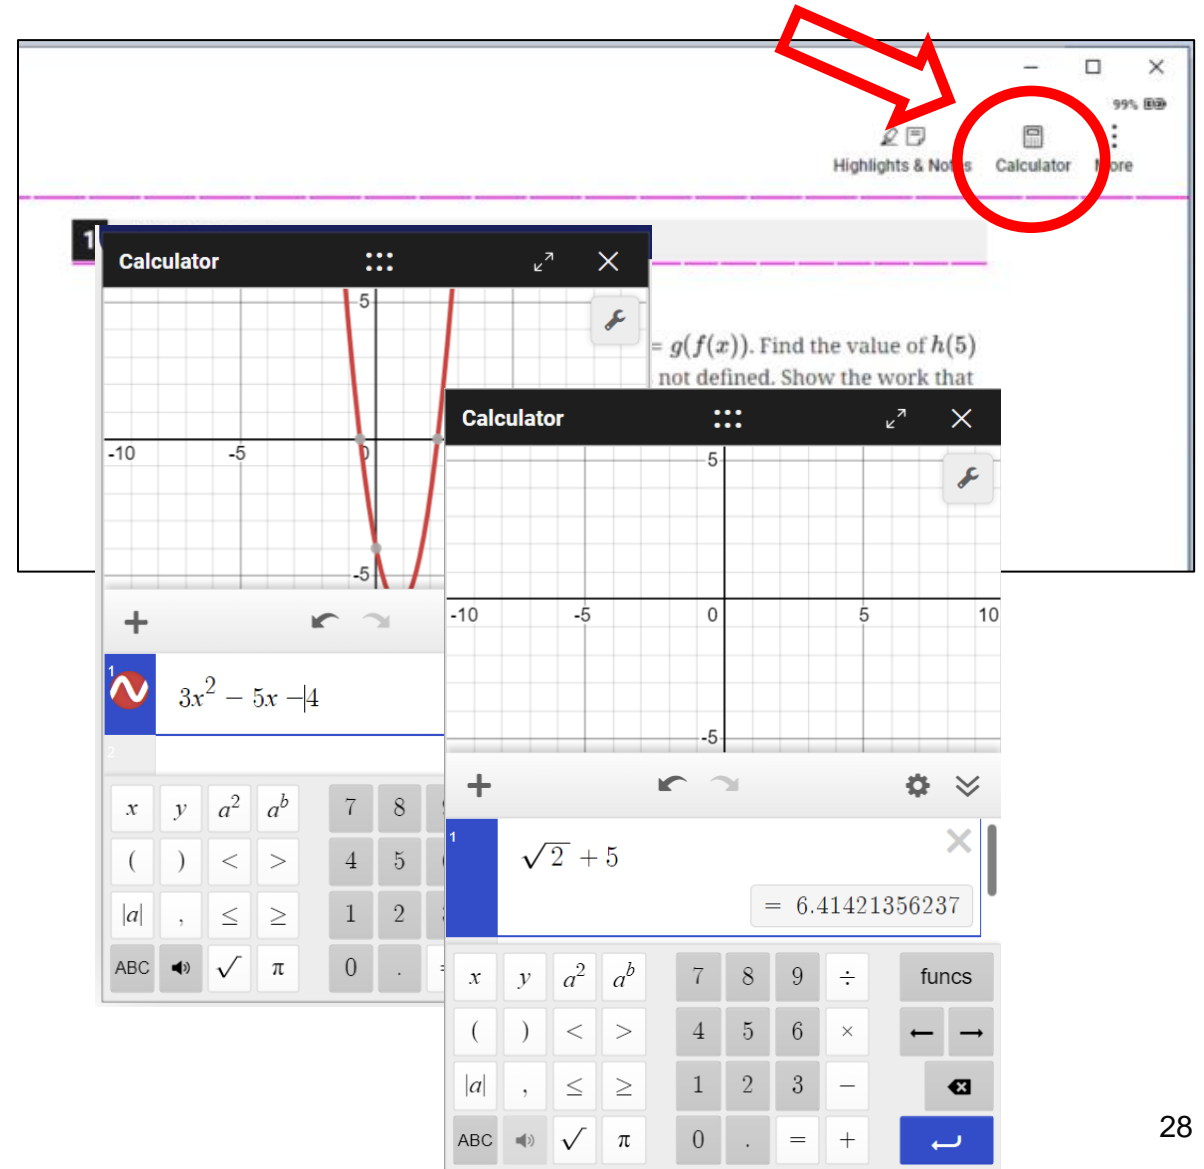 99%
Highlights & Notes Calculator More
1
Calculator
5
= g(f(x)). Find the value of h(5)
not defined. Show the work that
-10 -5 0
-5
1
3x² − 5x −|4
2
x y a² aᵇ 7 8
( ) < > 4 5
|a| , ≤ ≥ 1 2
ABC √ π 0 .
Calculator
5
-10 -5 0 5 10
-5
1
√2 + 5
= 6.41421356237
x y a² aᵇ 7 8 9 ÷ funcs
( ) < > 4 5 6 × ← →
|a| , ≤ ≥ 1 2 3 −
ABC √ π 0 . = +
28